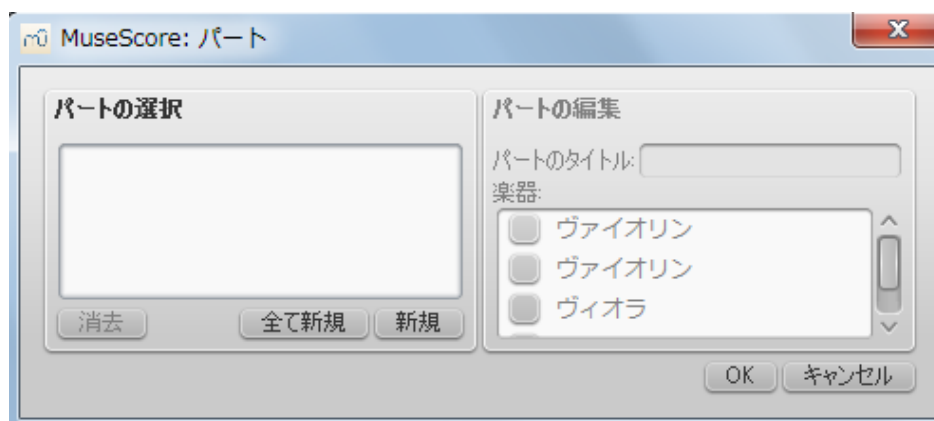 MuseScore: パート
パートの選択
消去
全て新規
新規
パートの編集
パートのタイトル:
楽器:
ヴァイオリン
ヴァイオリン
ヴィオラ
OK
キャンセル